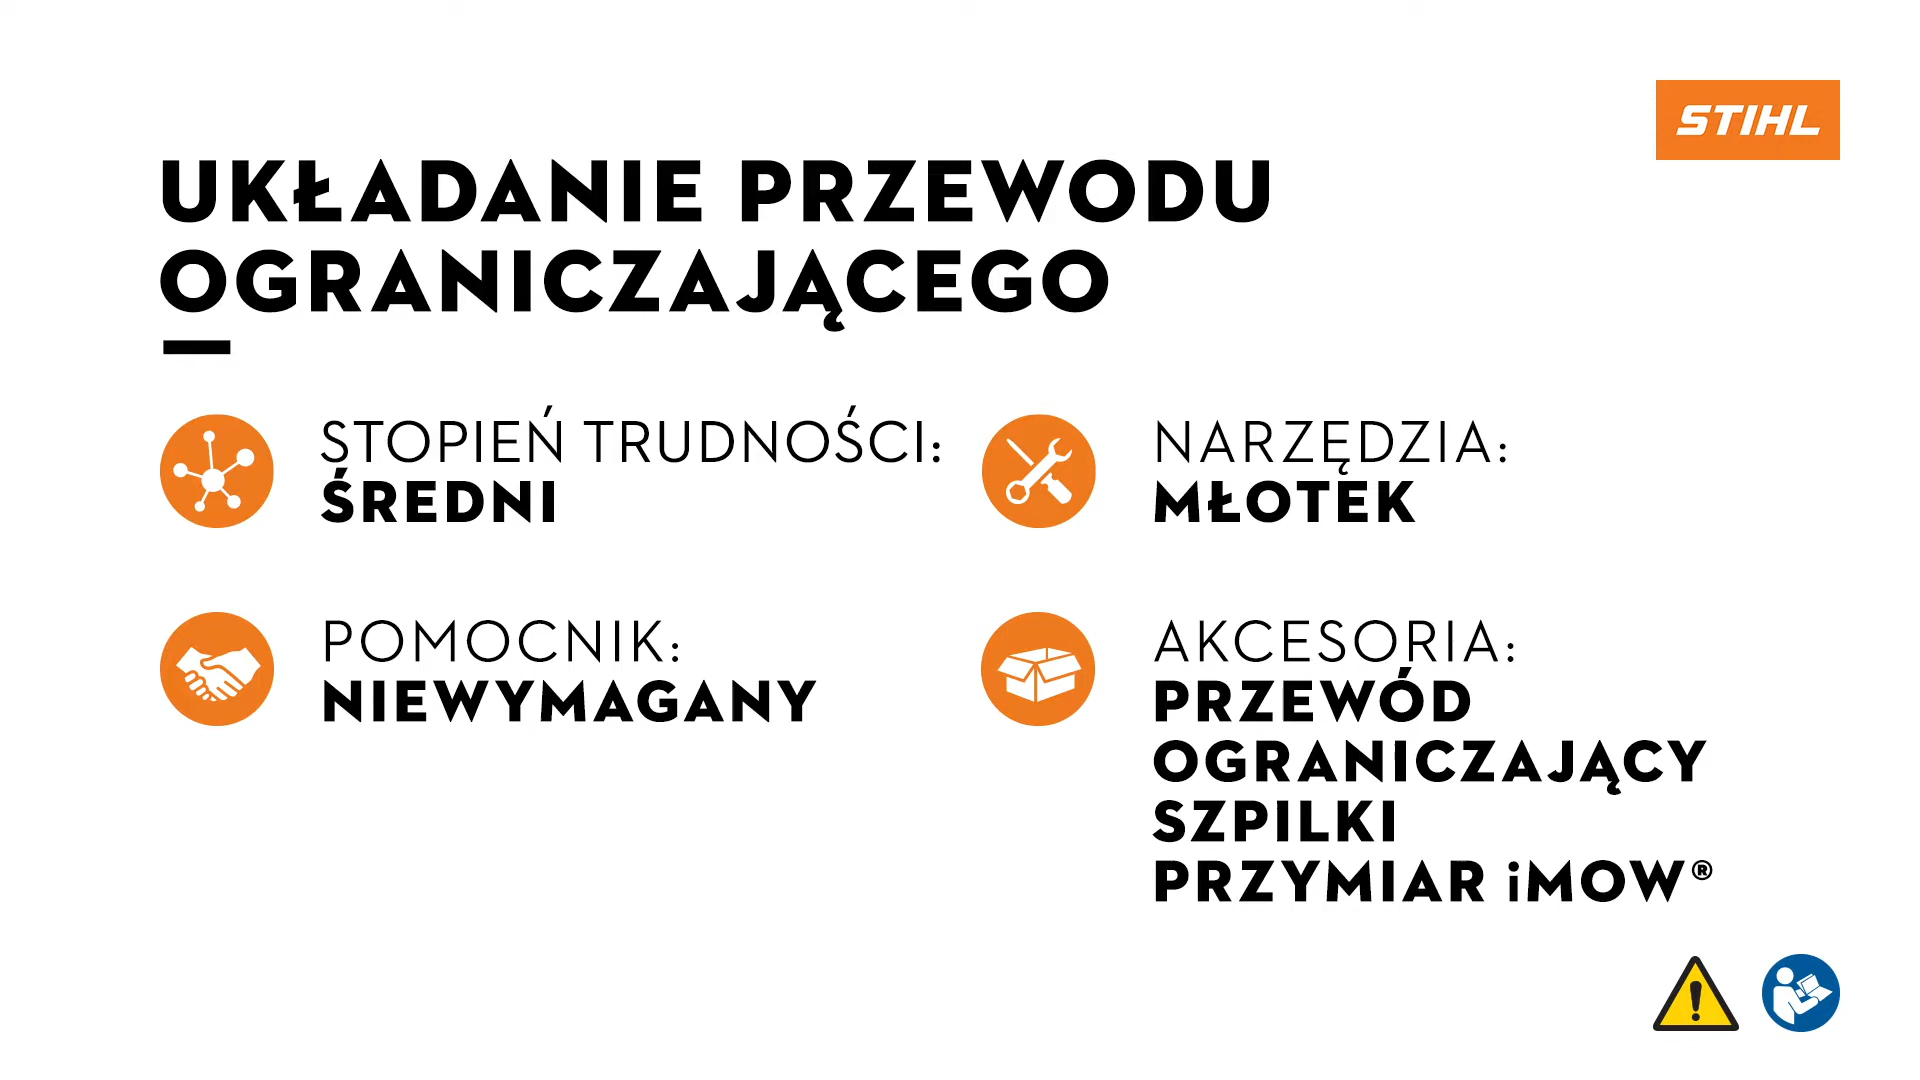 STIHL
UKŁADANIE PRZEWODU
OGRANICZAJĄCEGO
STOPIEŃ TRUDNOŚCI:
ŚREDNI
NARZĘDZIA:
MŁOTEK
POMOCNIK:
NIEWYMAGANY
AKCESORIA:
PRZEWÓD
OGRANICZAJĄCY
SZPILKI
PRZYMIAR iMOW®